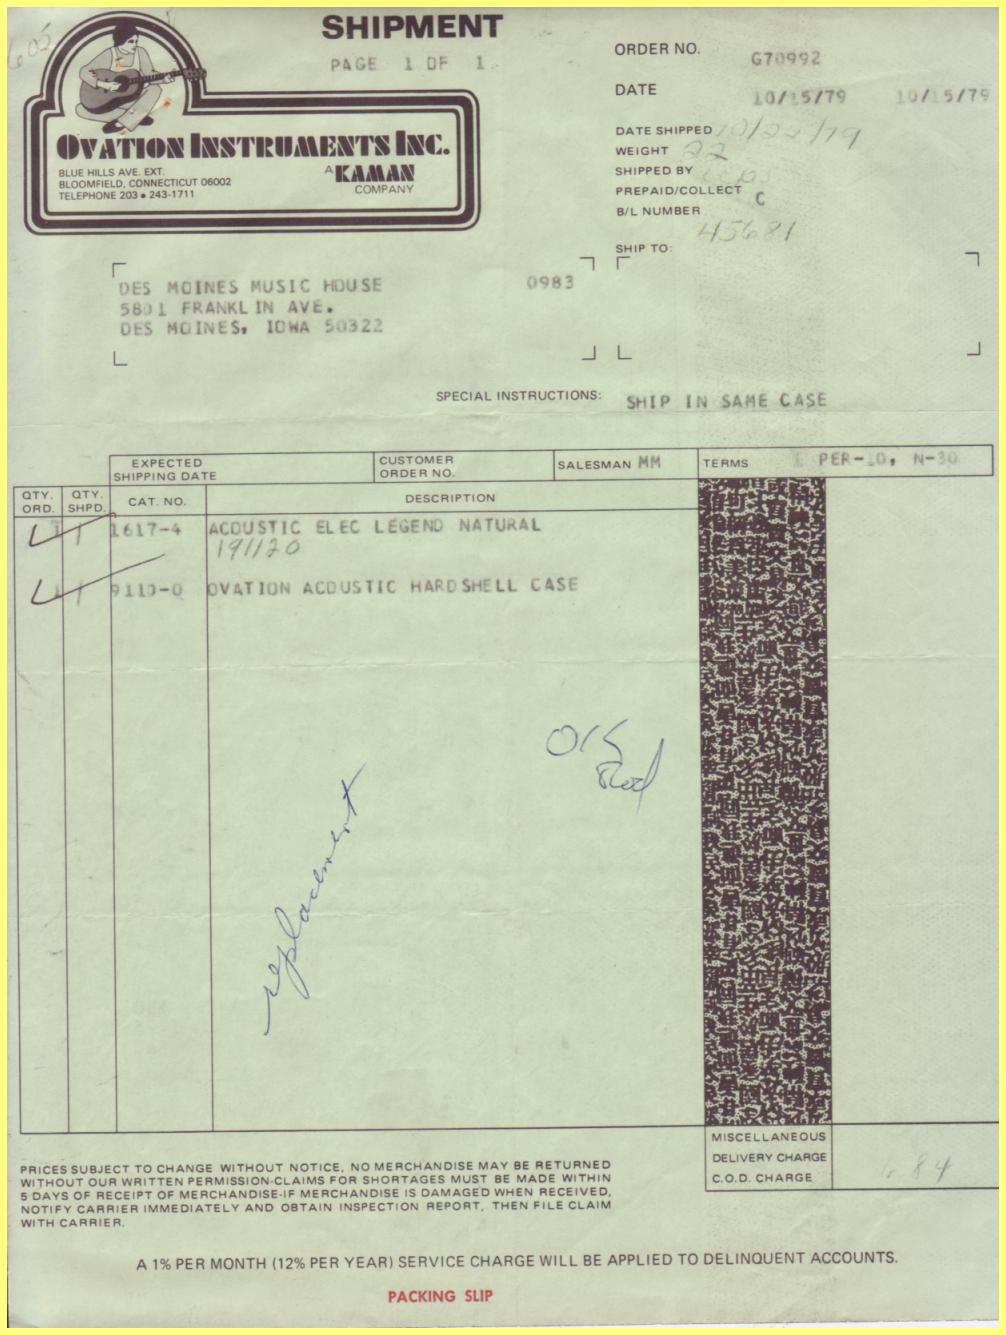 SHIPMENT
PAGE 1 OF 1
OVATION INSTRUMENTS INC.
BLUE HILLS AVE. EXT.
BLOOMFIELD, CONNECTICUT 06002
TELEPHONE 203 • 243-1711
A KAMAN
COMPANY
ORDER NO. G70992
DATE 10/15/79 10/15/79
DATE SHIPPED 10/22/79
WEIGHT 22
SHIPPED BY
PREPAID/COLLECT C
B/L NUMBER 45681
SHIP TO:
DES MOINES MUSIC HOUSE 0983
5801 FRANKLIN AVE.
DES MOINES, IOWA 50322
SPECIAL INSTRUCTIONS: SHIP IN SAME CASE
EXPECTED SHIPPING DATE
CUSTOMER ORDER NO.
SALESMAN MM
TERMS 1 PER-10, N-30
QTY. ORD. QTY. SHPD. CAT. NO. DESCRIPTION
1 1 1617-4 ACOUSTIC ELEC LEGEND NATURAL
191120
1 1 9110-0 OVATION ACOUSTIC HARDSHELL CASE
OK
Rod
replacement
MISCELLANEOUS
DELIVERY CHARGE
C.O.D. CHARGE
PRICES SUBJECT TO CHANGE WITHOUT NOTICE, NO MERCHANDISE MAY BE RETURNED
WITHOUT OUR WRITTEN PERMISSION-CLAIMS FOR SHORTAGES MUST BE MADE WITHIN
5 DAYS OF RECEIPT OF MERCHANDISE-IF MERCHANDISE IS DAMAGED WHEN RECEIVED,
NOTIFY CARRIER IMMEDIATELY AND OBTAIN INSPECTION REPORT, THEN FILE CLAIM
WITH CARRIER.
A 1% PER MONTH (12% PER YEAR) SERVICE CHARGE WILL BE APPLIED TO DELINQUENT ACCOUNTS.
PACKING SLIP